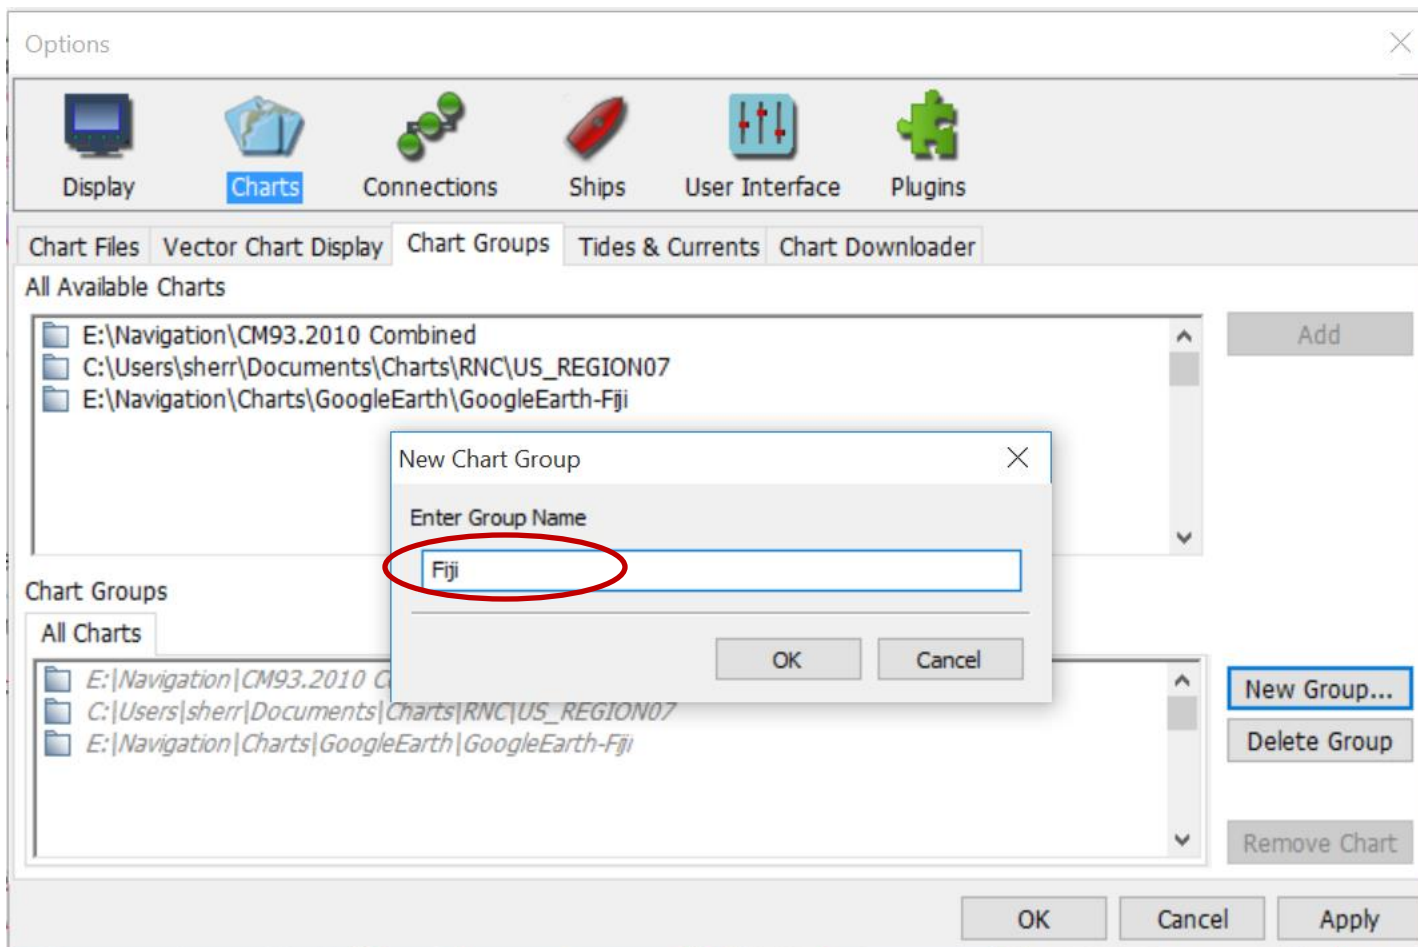 Options
Display Charts Connections Ships User Interface Plugins
Chart Files Vector Chart Display Chart Groups Tides & Currents Chart Downloader
All Available Charts
E:\Navigation\CM93.2010 Combined
C:\Users\sherr\Documents\Charts\RNC\US_REGION07
E:\Navigation\Charts\GoogleEarth\GoogleEarth-Fiji
Add
New Chart Group
Enter Group Name
Fiji
OK Cancel
Chart Groups
All Charts
E:\Navigation\CM93.2010
C:\Users\sherr\Documents\Charts\RNC\US_REGION07
E:\Navigation\Charts\GoogleEarth\GoogleEarth-Fiji
New Group...
Delete Group
Remove Chart
OK Cancel Apply